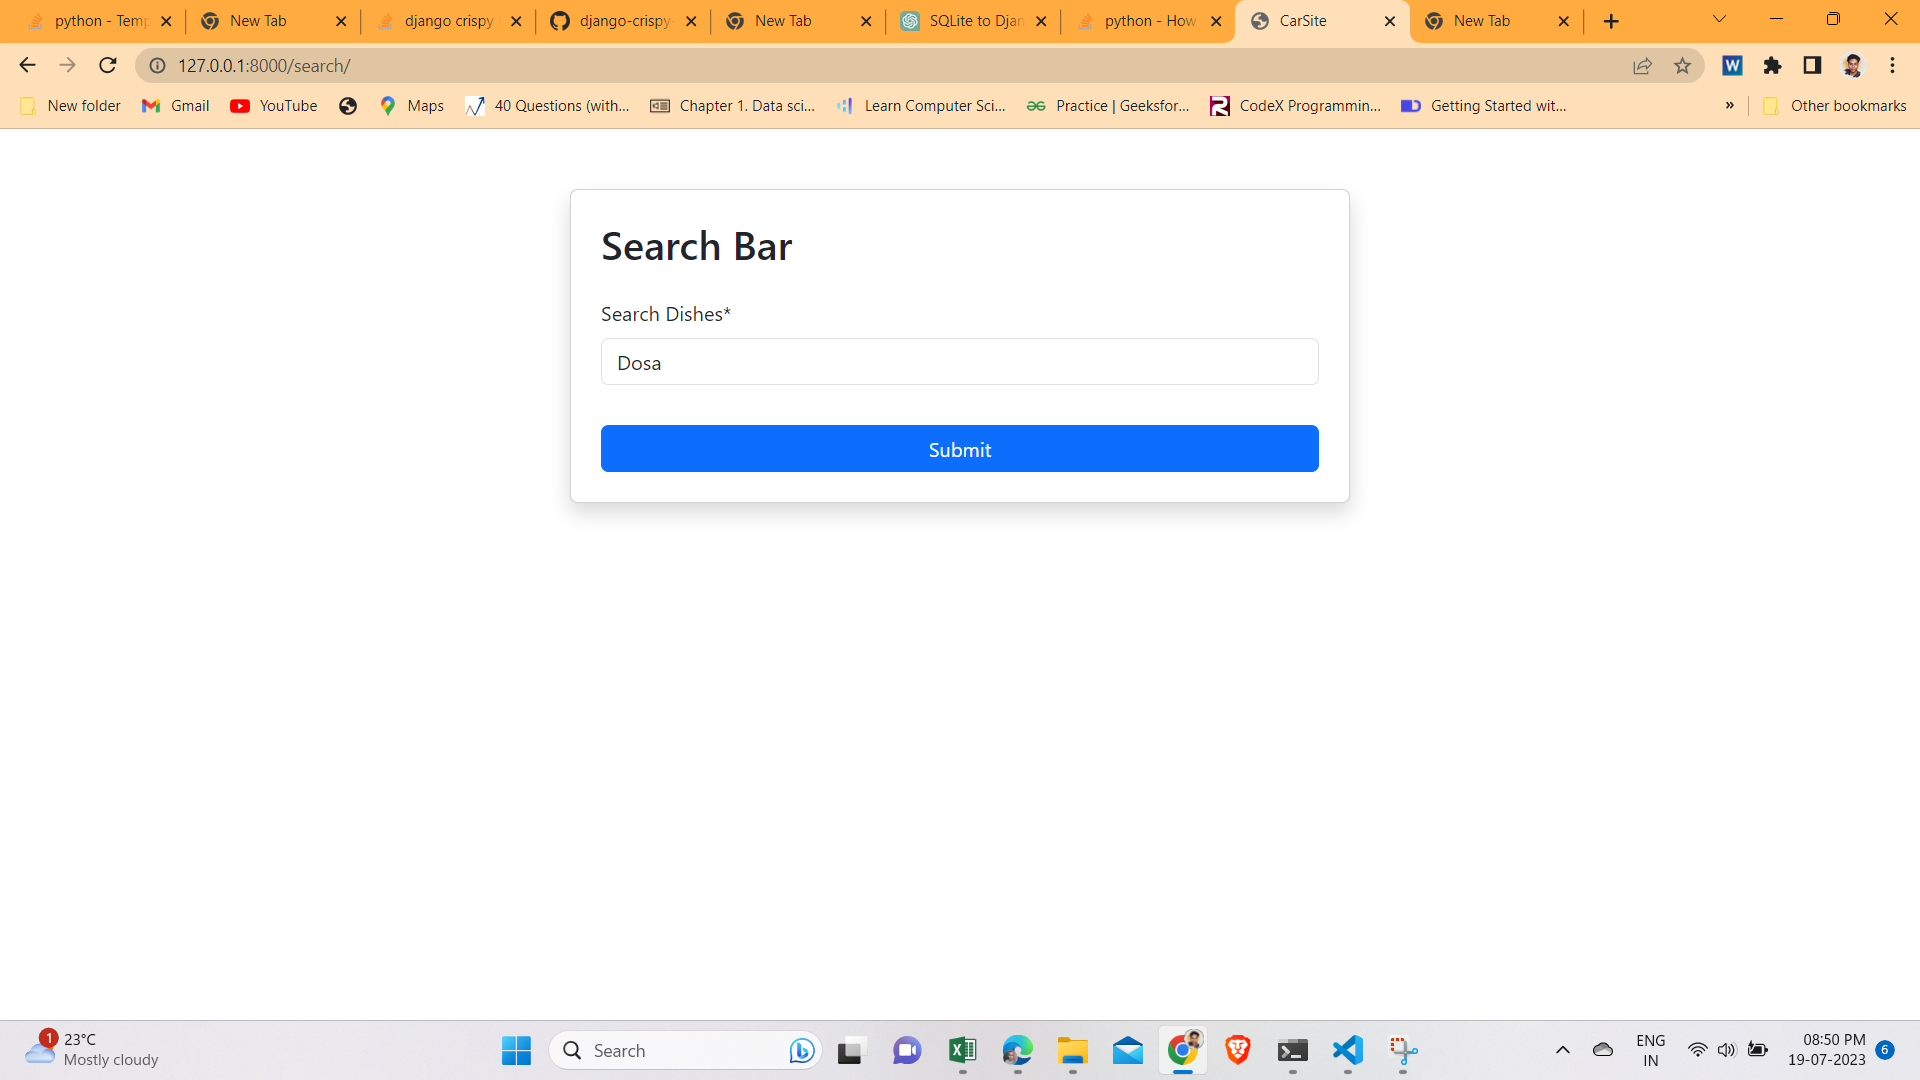 python - Temp
New Tab
django crispy
django-crispy-
New Tab
SQLite to Djan
python - How
CarSite
New Tab
127.0.0.1:8000/search/
W
New folder
Gmail
YouTube
Maps
40 Questions (with...
Chapter 1. Data sci...
Learn Computer Sci...
Practice | Geeksfor...
CodeX Programmin...
Getting Started wit...
»
Other bookmarks
Search Bar
Search Dishes*
Dosa
Submit
1
23°C
Mostly cloudy
Search
ENG
IN
08:50 PM
19-07-2023
6